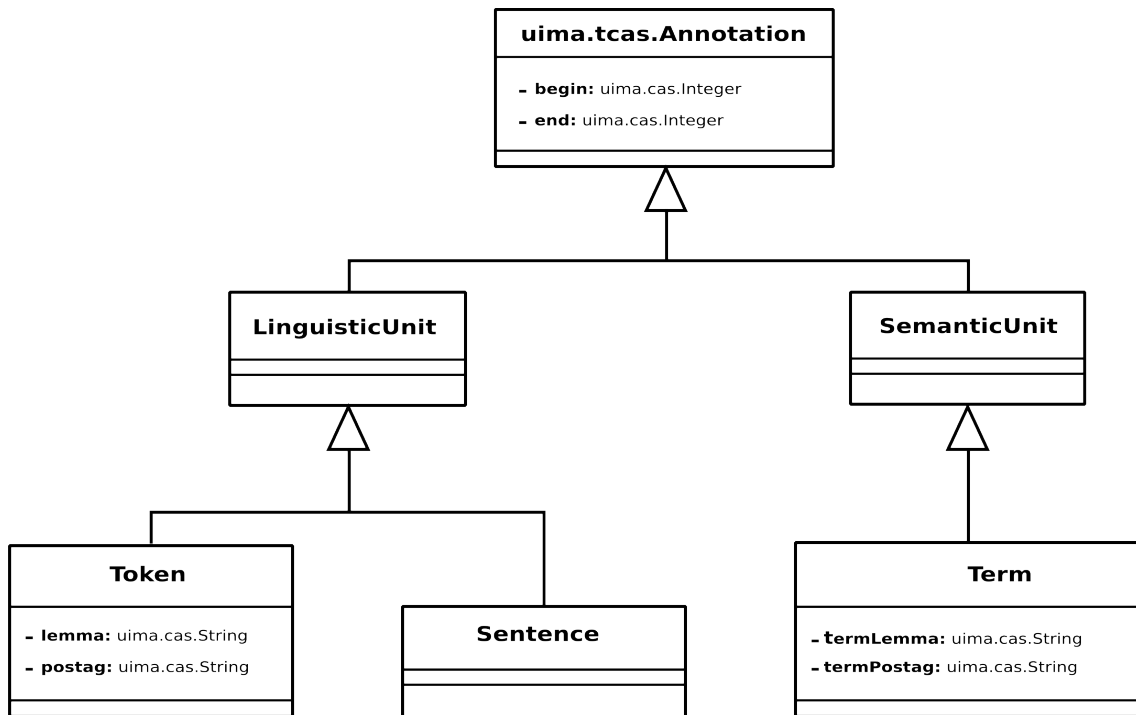 uima.tcas.Annotation
- begin: uima.cas.Integer
- end: uima.cas.Integer
LinguisticUnit
SemanticUnit
Token
- lemma: uima.cas.String
- postag: uima.cas.String
Sentence
Term
- termLemma: uima.cas.String
- termPostag: uima.cas.String